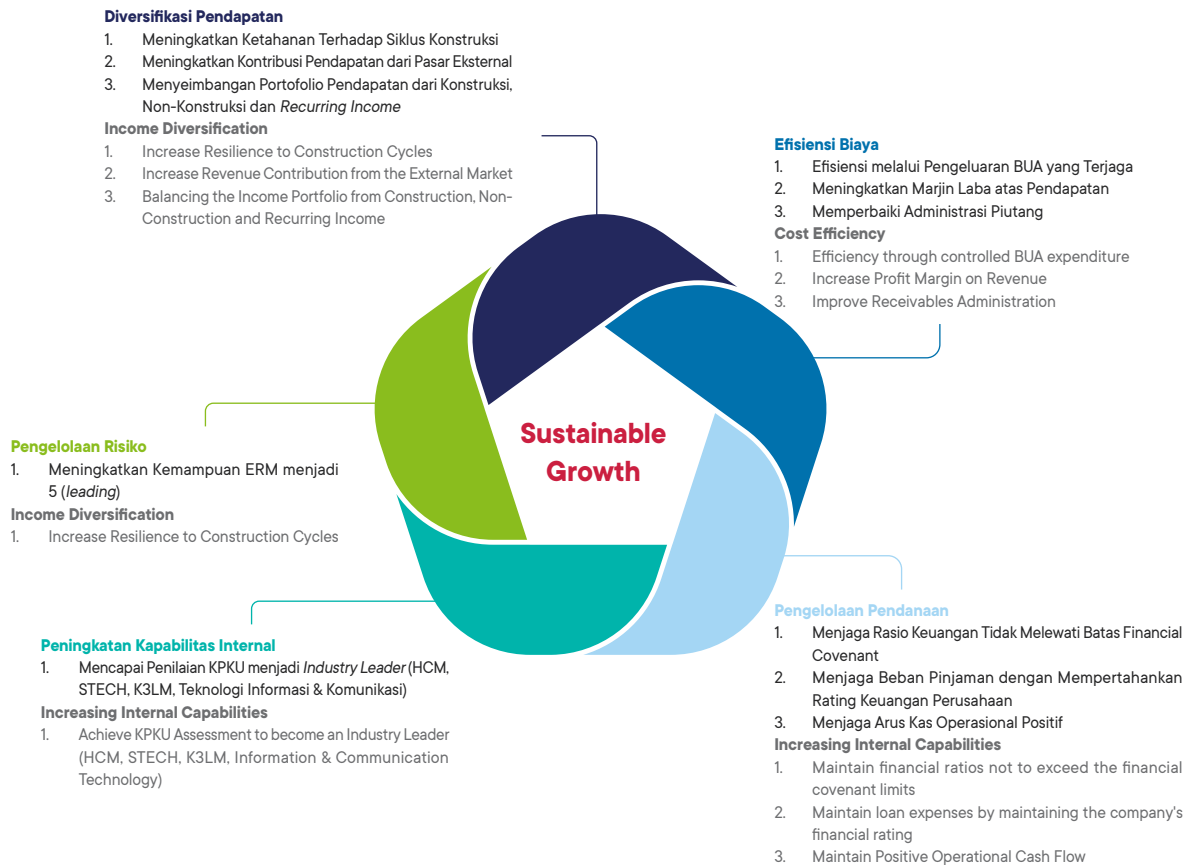 Diversifikasi Pendapatan
1. Meningkatkan Ketahanan Terhadap Siklus Konstruksi
2. Meningkatkan Kontribusi Pendapatan dari Pasar Eksternal
3. Menyeimbangan Portofolio Pendapatan dari Konstruksi,
Non-Konstruksi dan Recurring Income
Income Diversification
1. Increase Resilience to Construction Cycles
2. Increase Revenue Contribution from the External Market
3. Balancing the Income Portfolio from Construction, Non-
Construction and Recurring Income
Efisiensi Biaya
1. Efisiensi melalui Pengeluaran BUA yang Terjaga
2. Meningkatkan Marjin Laba atas Pendapatan
3. Memperbaiki Administrasi Piutang
Cost Efficiency
1. Efficiency through controlled BUA expenditure
2. Increase Profit Margin on Revenue
3. Improve Receivables Administration
Sustainable
Growth
Pengelolaan Risiko
1. Meningkatkan Kemampuan ERM menjadi
5 (leading)
Income Diversification
1. Increase Resilience to Construction Cycles
Peningkatan Kapabilitas Internal
1. Mencapai Penilaian KPKU menjadi Industry Leader (HCM,
STECH, K3LM, Teknologi Informasi & Komunikasi)
Increasing Internal Capabilities
1. Achieve KPKU Assessment to become an Industry Leader
(HCM, STECH, K3LM, Information & Communication
Technology)
Pengelolaan Pendanaan
1. Menjaga Rasio Keuangan Tidak Melewati Batas Financial
Covenant
2. Menjaga Beban Pinjaman dengan Mempertahankan
Rating Keuangan Perusahaan
3. Menjaga Arus Kas Operasional Positif
Increasing Internal Capabilities
1. Maintain financial ratios not to exceed the financial
covenant limits
2. Maintain loan expenses by maintaining the company's
financial rating
3. Maintain Positive Operational Cash Flow